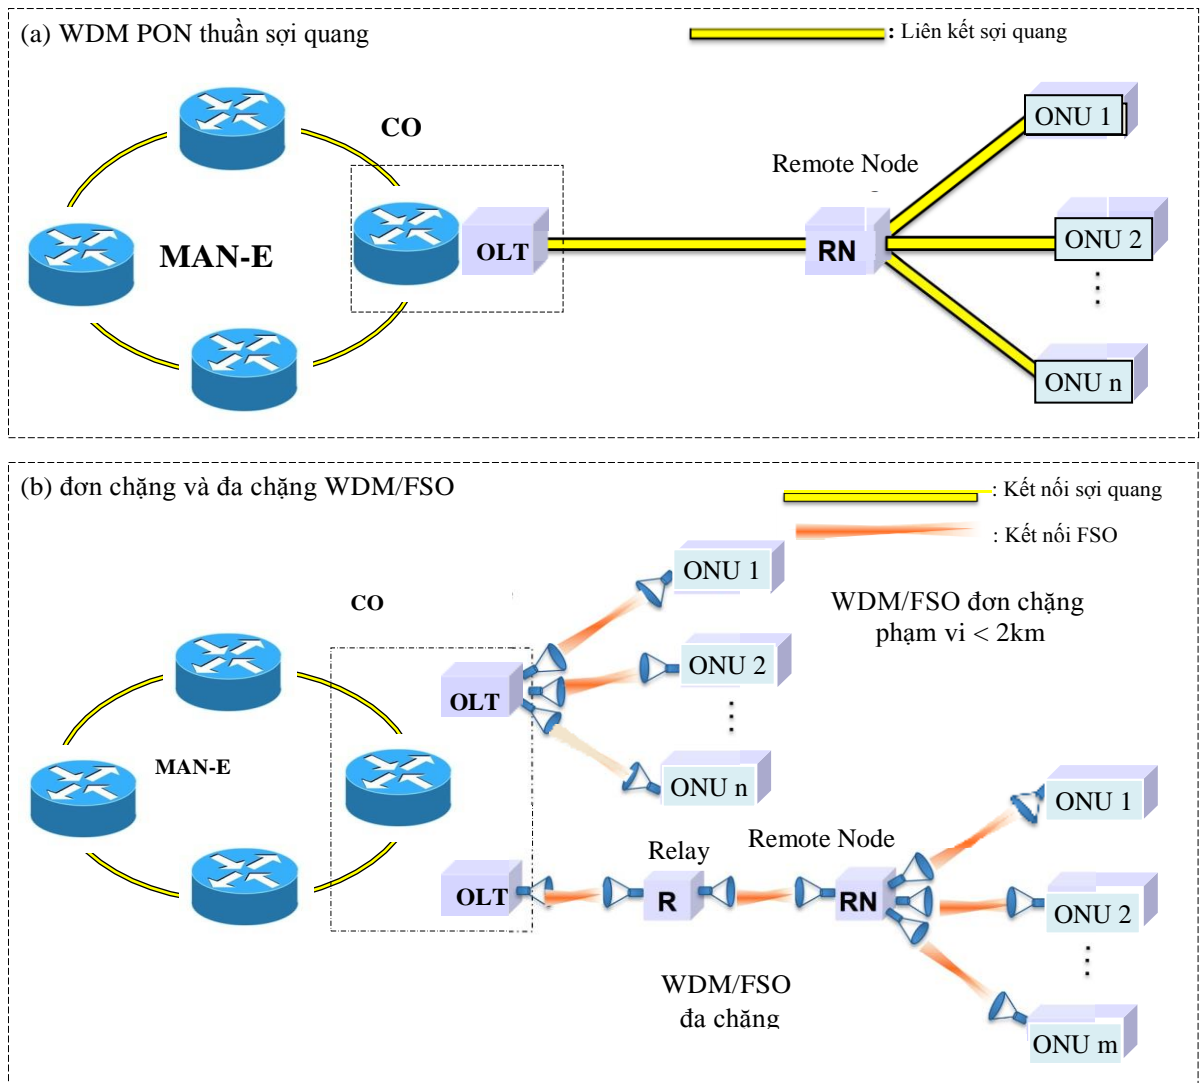 (a) WDM PON thuần sợi quang
: Liên kết sợi quang
CO
MAN-E
OLT
Remote Node
RN
ONU 1
ONU 2
ONU n
(b) đơn chặng và đa chặng WDM/FSO
: Kết nối sợi quang
: Kết nối FSO
CO
MAN-E
OLT
ONU 1
ONU 2
ONU n
WDM/FSO đơn chặng
phạm vi < 2km
OLT
Relay
R
Remote Node
RN
ONU 1
ONU 2
ONU m
WDM/FSO
đa chặng